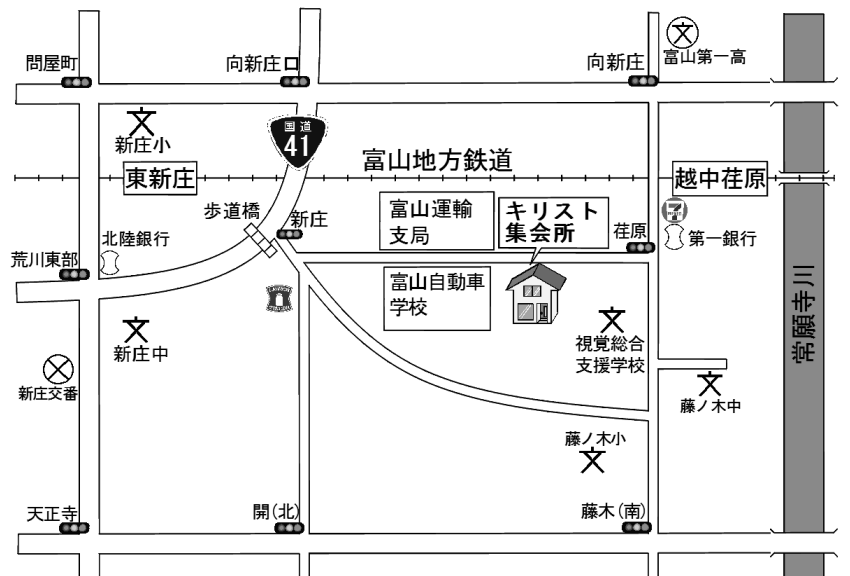 問屋町
向新庄口
向新庄
富山第一高
新庄小
国道
41
富山地方鉄道
東新庄
越中荏原
歩道橋
新庄
富山運輸
支局
キリスト
集会所
荏原
7
第一銀行
北陸銀行
荒川東部
富山自動車
学校
常願寺川
新庄中
視覚総合
支援学校
新庄交番
藤ノ木中
藤ノ木小
天正寺
開(北)
藤木(南)